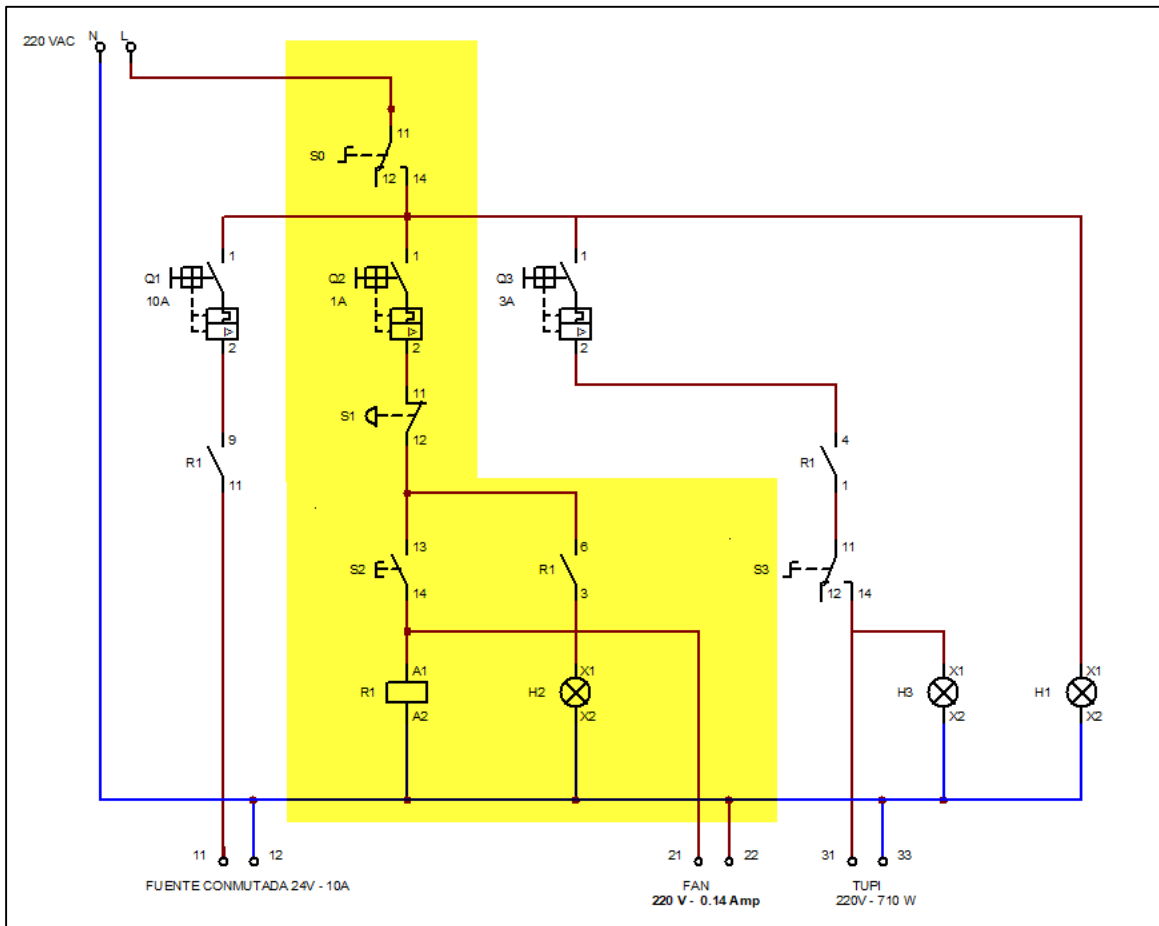 220 VAC N L
11
S0
12 14
1 1 1
Q1 Q2 Q3
10A 1A 3A
2 2 2
11
S1
12
9 4
R1 R1
11 1
13 6 11
S2 R1 S3
14 3 12 14
A1 X1 X1 X1
R1 H2 H3 H1
A2 X2 X2 X2
11 12 21 22 31 33
FUENTE CONMUTADA 24V - 10A FAN TUPI
220 V - 0.14 Amp 220V - 710 W